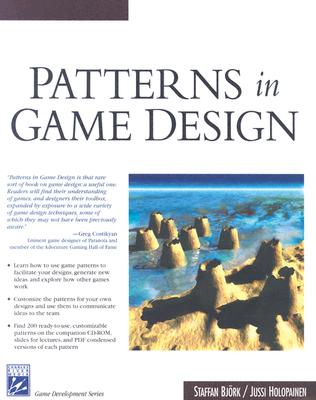 PATTERNS in
GAME DESIGN
"Patterns in Game Design is that rare
sort of book on game design: a useful one.
Readers will find their understanding
of games, and designers their toolbox,
expanded by exposure to a wide variety
of game design techniques, some of
which they may not have been previously
aware."
—Greg Costikyan
Eminent game designer of Paranoia and
member of the Adventure Gaming Hall of Fame
• Learn how to use game patterns to
facilitate your designs, generate new
ideas and explore how other games
work
• Customize the patterns for your own
designs and use them to communicate
ideas to the team
• Find 200 ready-to-use, customizable
patterns on the companion CD-ROM,
slides for lectures, and PDF condensed
versions of each pattern
CHARLES
RIVER
MEDIA
Game Development Series
STAFFAN BJÖRK / JUSSI HOLOPAINEN